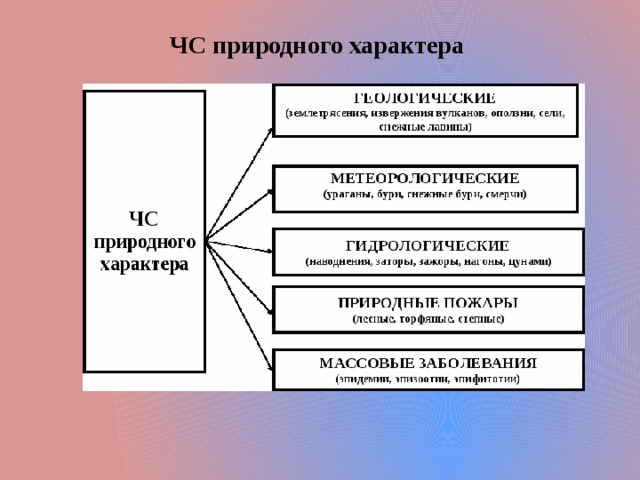 ЧС природного характера
ЧС
природного
характера
ГЕОЛОГИЧЕСКИЕ
(землетрясения, извержения вулканов, оползни, сели,
снежные лавины)
МЕТЕОРОЛОГИЧЕСКИЕ
(ураганы, бури, снежные бури, смерчи)
ГИДРОЛОГИЧЕСКИЕ
(наводнения, заторы, зажоры, нагоны, цунами)
ПРИРОДНЫЕ ПОЖАРЫ
(лесные, торфяные, степные)
МАССОВЫЕ ЗАБОЛЕВАНИЯ
(эпидемии, эпизоотии, эпифитотии)